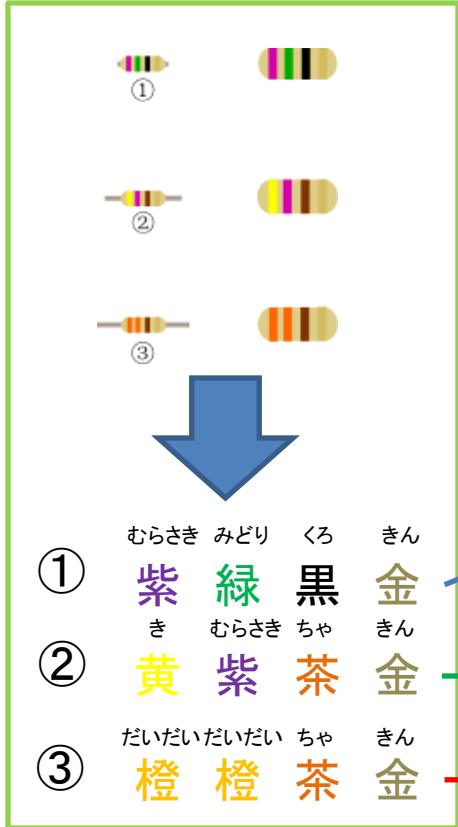 ①
②
③
むらさき みどり くろ きん
① 紫 緑 黒 金
き むらさき ちゃ きん
② 黄 紫 茶 金
だいだい だいだい ちゃ きん
③ 橙 橙 茶 金